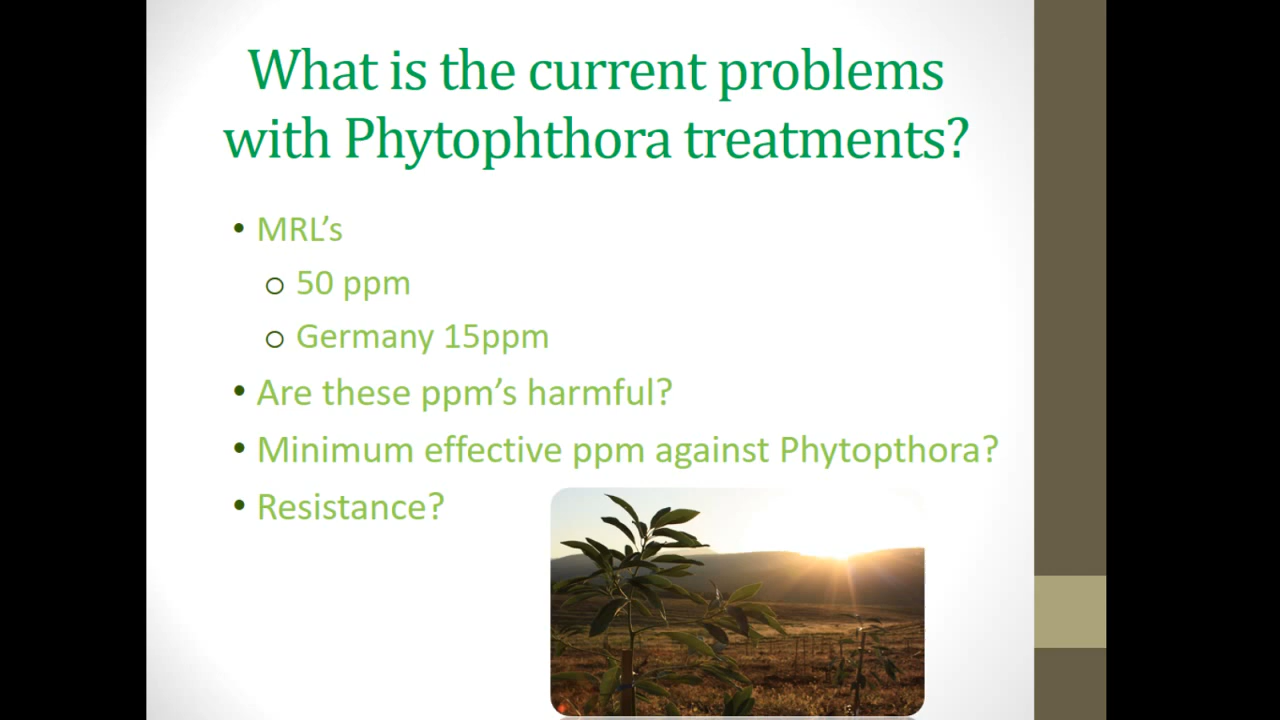 What is the current problems
with Phytophthora treatments?
• MRL’s
o 50 ppm
o Germany 15ppm
• Are these ppm’s harmful?
• Minimum effective ppm against Phytopthora?
• Resistance?